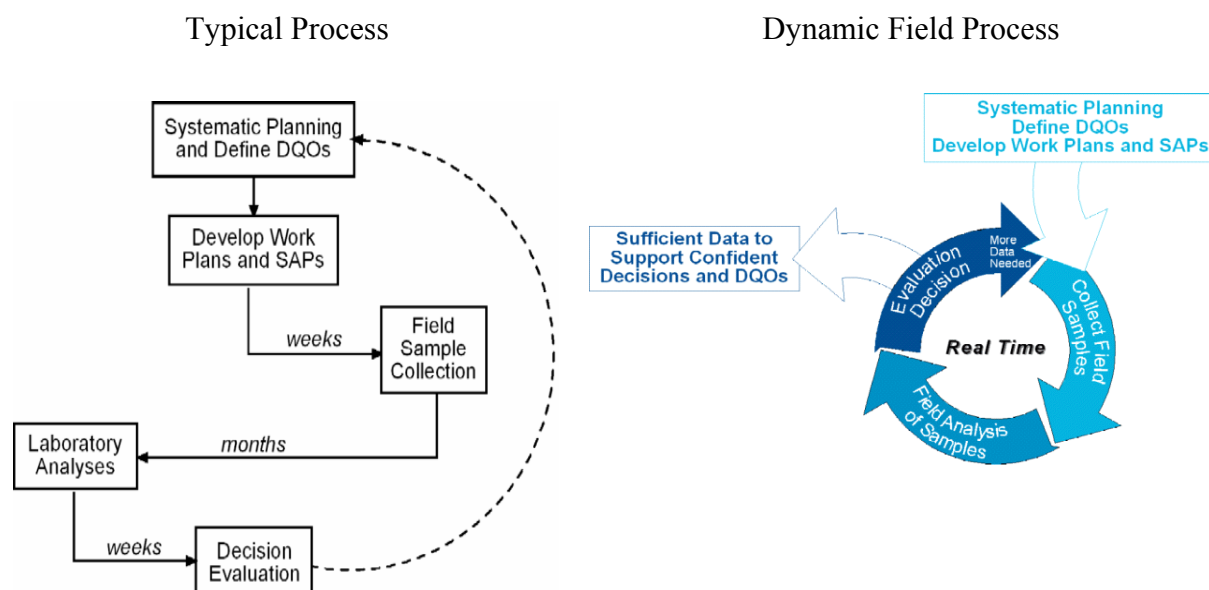 Typical Process
Systematic Planning
and Define DQOs
Develop Work
Plans and SAPs
weeks
Field
Sample
Collection
months
Laboratory
Analyses
weeks
Decision
Evaluation
Dynamic Field Process
Systematic Planning
Define DQOs
Develop Work Plans and SAPs
Sufficient Data to
Support Confident
Decisions and DQOs
Evaluation
Decision
More
Data
Needed
Collect Field
Samples
Real Time
Field Analysis
of Samples